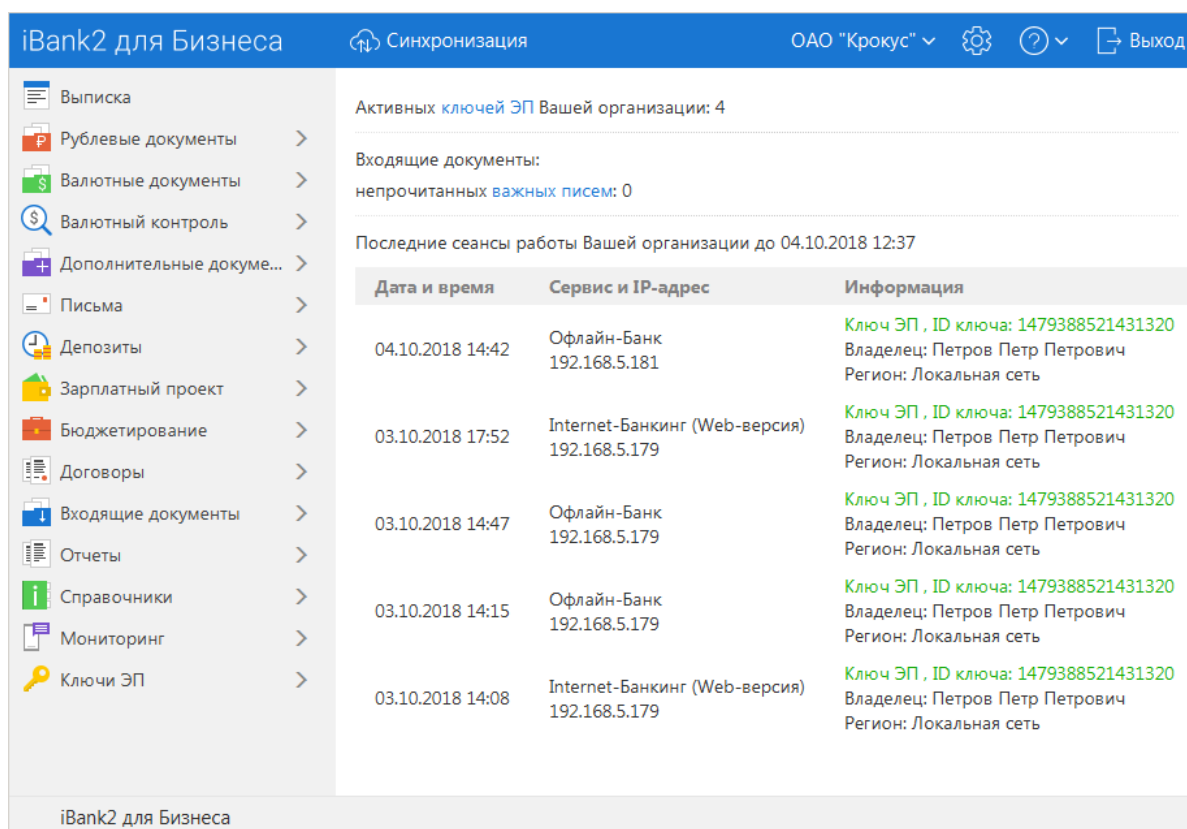 iBank2 для Бизнеса
Синхронизация
ОАО "Крокус"
Выход
Выписка
Рублевые документы
Валютные документы
Валютный контроль
Дополнительные докуме...
Письма
Депозиты
Зарплатный проект
Бюджетирование
Договоры
Входящие документы
Отчеты
Справочники
Мониторинг
Ключи ЭП
Активных ключей ЭП Вашей организации: 4
Входящие документы:
непрочитанных важных писем: 0
Последние сеансы работы Вашей организации до 04.10.2018 12:37
Дата и время Сервис и IP-адрес Информация
04.10.2018 14:42
Офлайн-Банк
192.168.5.181
Ключ ЭП , ID ключа: 1479388521431320
Владелец: Петров Петр Петрович
Регион: Локальная сеть
03.10.2018 17:52
Internet-Банкинг (Web-версия)
192.168.5.179
Ключ ЭП , ID ключа: 1479388521431320
Владелец: Петров Петр Петрович
Регион: Локальная сеть
03.10.2018 14:47
Офлайн-Банк
192.168.5.179
Ключ ЭП , ID ключа: 1479388521431320
Владелец: Петров Петр Петрович
Регион: Локальная сеть
03.10.2018 14:15
Офлайн-Банк
192.168.5.179
Ключ ЭП , ID ключа: 1479388521431320
Владелец: Петров Петр Петрович
Регион: Локальная сеть
03.10.2018 14:08
Internet-Банкинг (Web-версия)
192.168.5.179
Ключ ЭП , ID ключа: 1479388521431320
Владелец: Петров Петр Петрович
Регион: Локальная сеть
iBank2 для Бизнеса